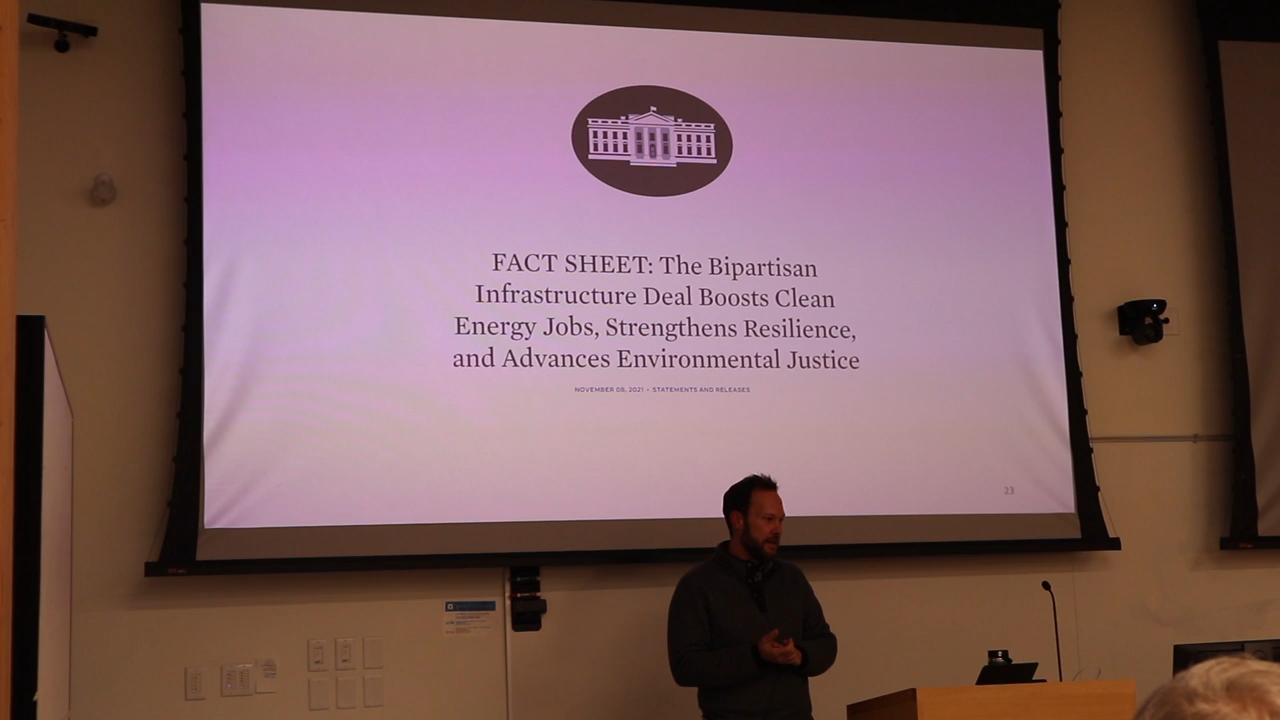 FACT SHEET: The Bipartisan
Infrastructure Deal Boosts Clean
Energy Jobs, Strengthens Resilience,
and Advances Environmental Justice
NOVEMBER 08, 2021 • STATEMENTS AND RELEASES
23